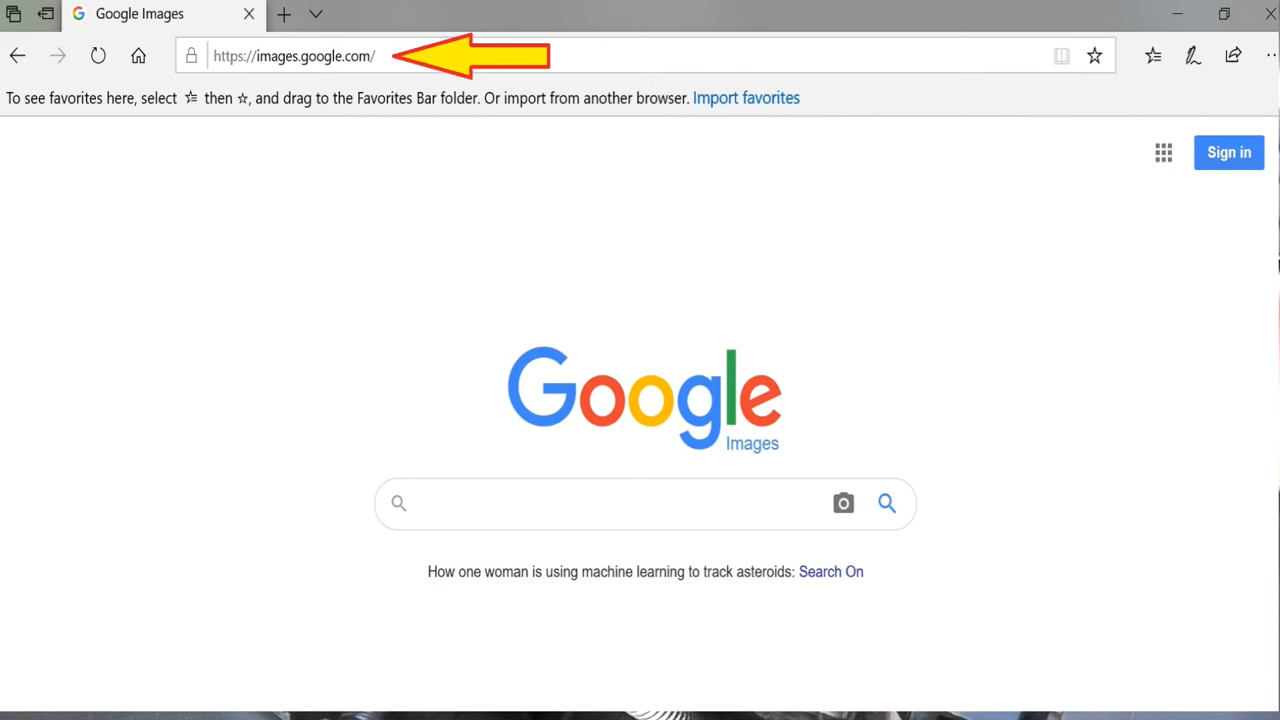 Google Images
https://images.google.com/
To see favorites here, select then , and drag to the Favorites Bar folder. Or import from another browser. Import favorites
Sign in
Google
Images
How one woman is using machine learning to track asteroids: Search On